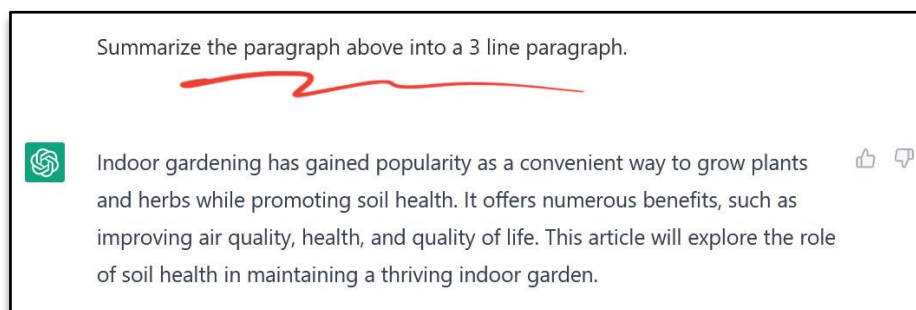 Summarize the paragraph above into a 3 line paragraph.
Indoor gardening has gained popularity as a convenient way to grow plants
and herbs while promoting soil health. It offers numerous benefits, such as
improving air quality, health, and quality of life. This article will explore the role
of soil health in maintaining a thriving indoor garden.